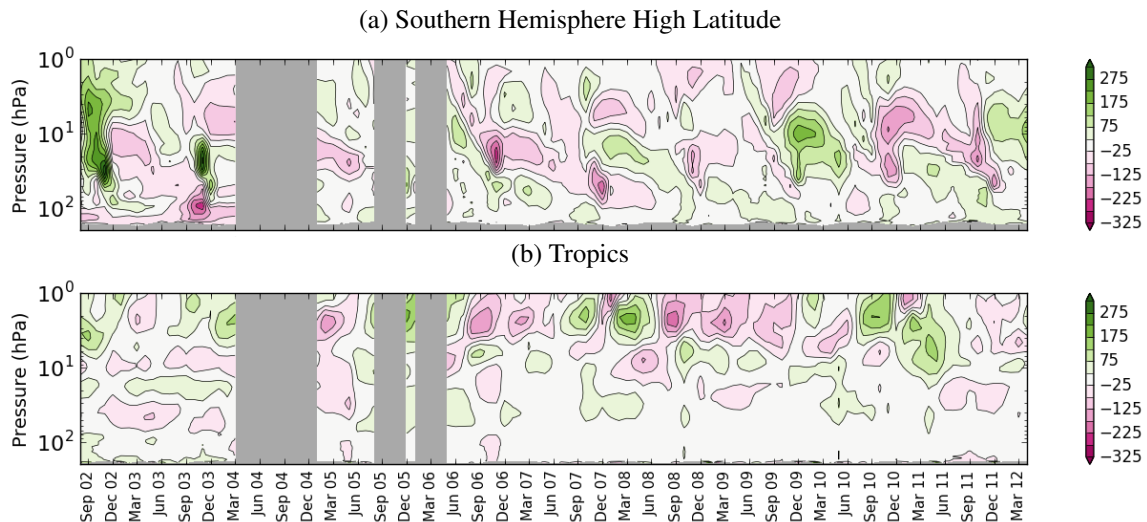 (a) Southern Hemisphere High Latitude
Pressure (hPa)
10^0
10^1
10^2
275
175
75
−25
−125
−225
−325
(b) Tropics
Pressure (hPa)
10^0
10^1
10^2
275
175
75
−25
−125
−225
−325
Sep 02
Dec 02
Mar 03
Jun 03
Sep 03
Dec 03
Mar 04
Jun 04
Sep 04
Dec 04
Mar 05
Jun 05
Sep 05
Dec 05
Mar 06
Jun 06
Sep 06
Dec 06
Mar 07
Jun 07
Sep 07
Dec 07
Mar 08
Jun 08
Sep 08
Dec 08
Mar 09
Jun 09
Sep 09
Dec 09
Mar 10
Jun 10
Sep 10
Dec 10
Mar 11
Jun 11
Sep 11
Dec 11
Mar 12